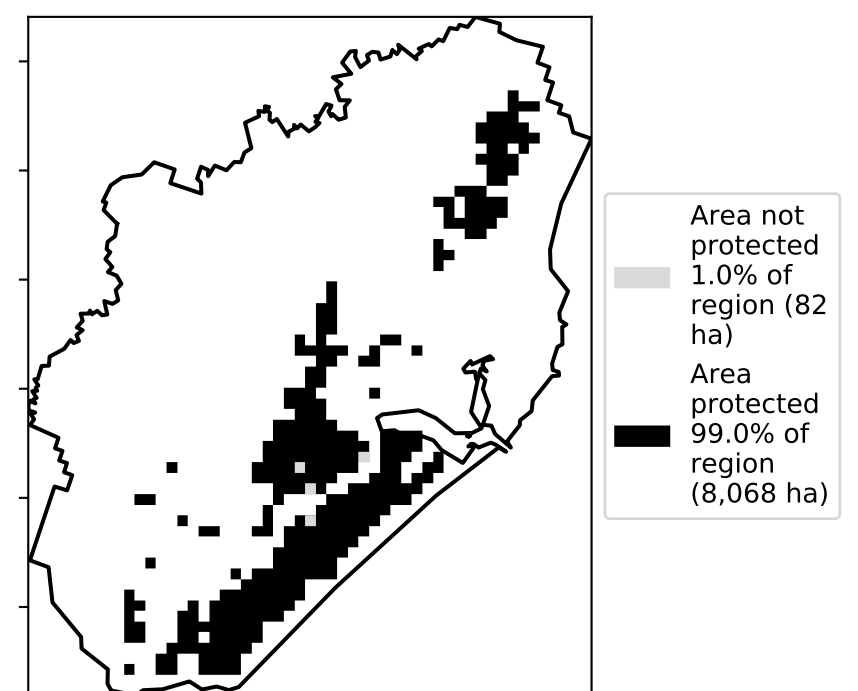 Area not
protected
1.0% of
region (82
ha)
Area
protected
99.0% of
region
(8,068 ha)